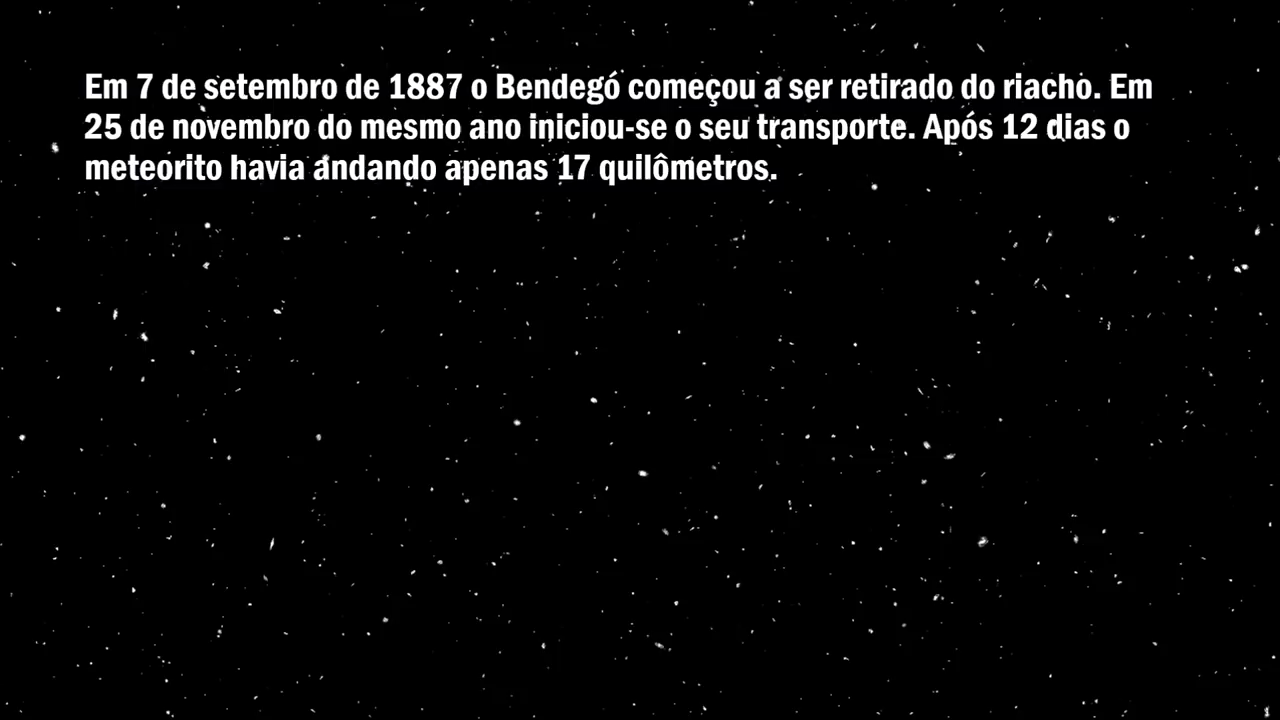 Em 7 de setembro de 1887 o Bendegó começou a ser retirado do riacho. Em
25 de novembro do mesmo ano iniciou-se o seu transporte. Após 12 dias o
meteorito havia andando apenas 17 quilômetros.